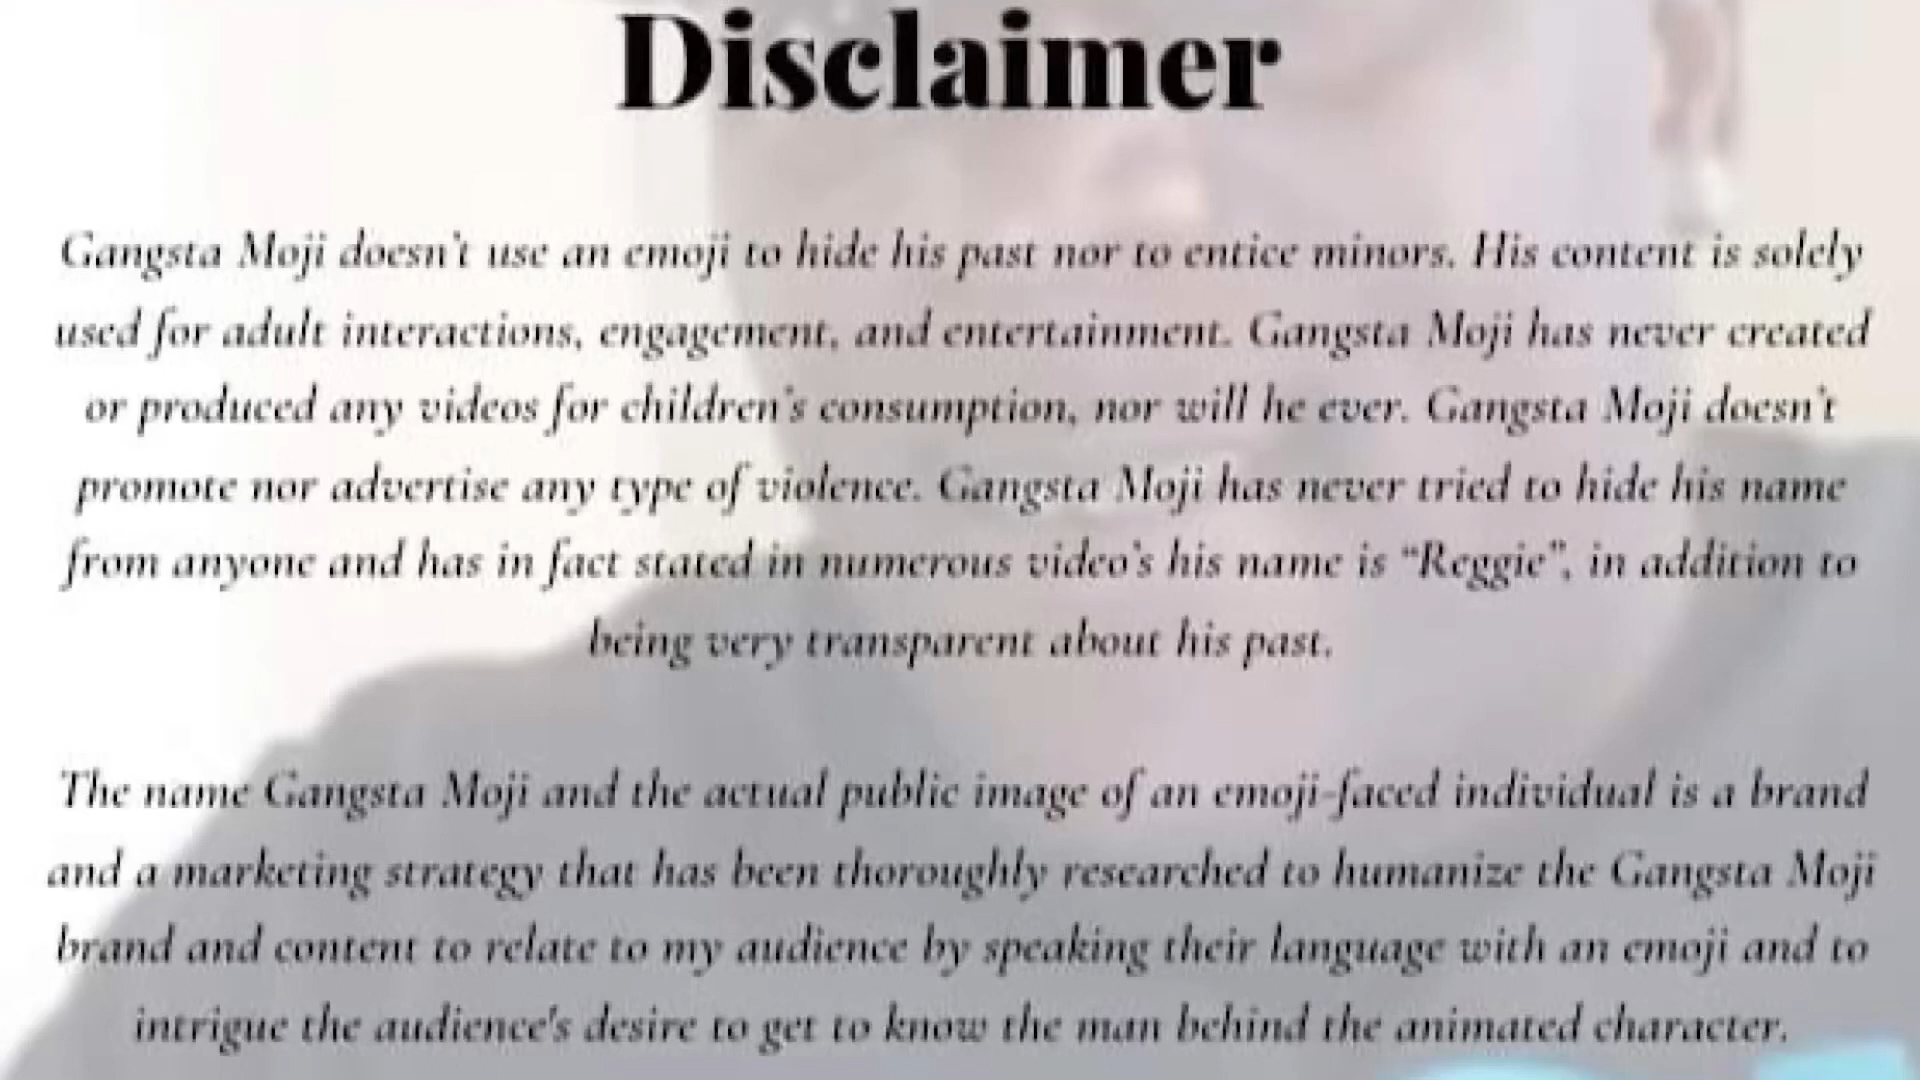 Disclaimer
Gangsta Moji doesn't use an emoji to hide his past nor to entice minors. His content is solely
used for adult interactions, engagement, and entertainment. Gangsta Moji has never created
or produced any videos for children's consumption, nor will he ever. Gangsta Moji doesn't
promote nor advertise any type of violence. Gangsta Moji has never tried to hide his name
from anyone and has in fact stated in numerous video's his name is “Reggie”, in addition to
being very transparent about his past.
The name Gangsta Moji and the actual public image of an emoji-faced individual is a brand
and a marketing strategy that has been thoroughly researched to humanize the Gangsta Moji
brand and content to relate to my audience by speaking their language with an emoji and to
intrigue the audience's desire to get to know the man behind the animated character.